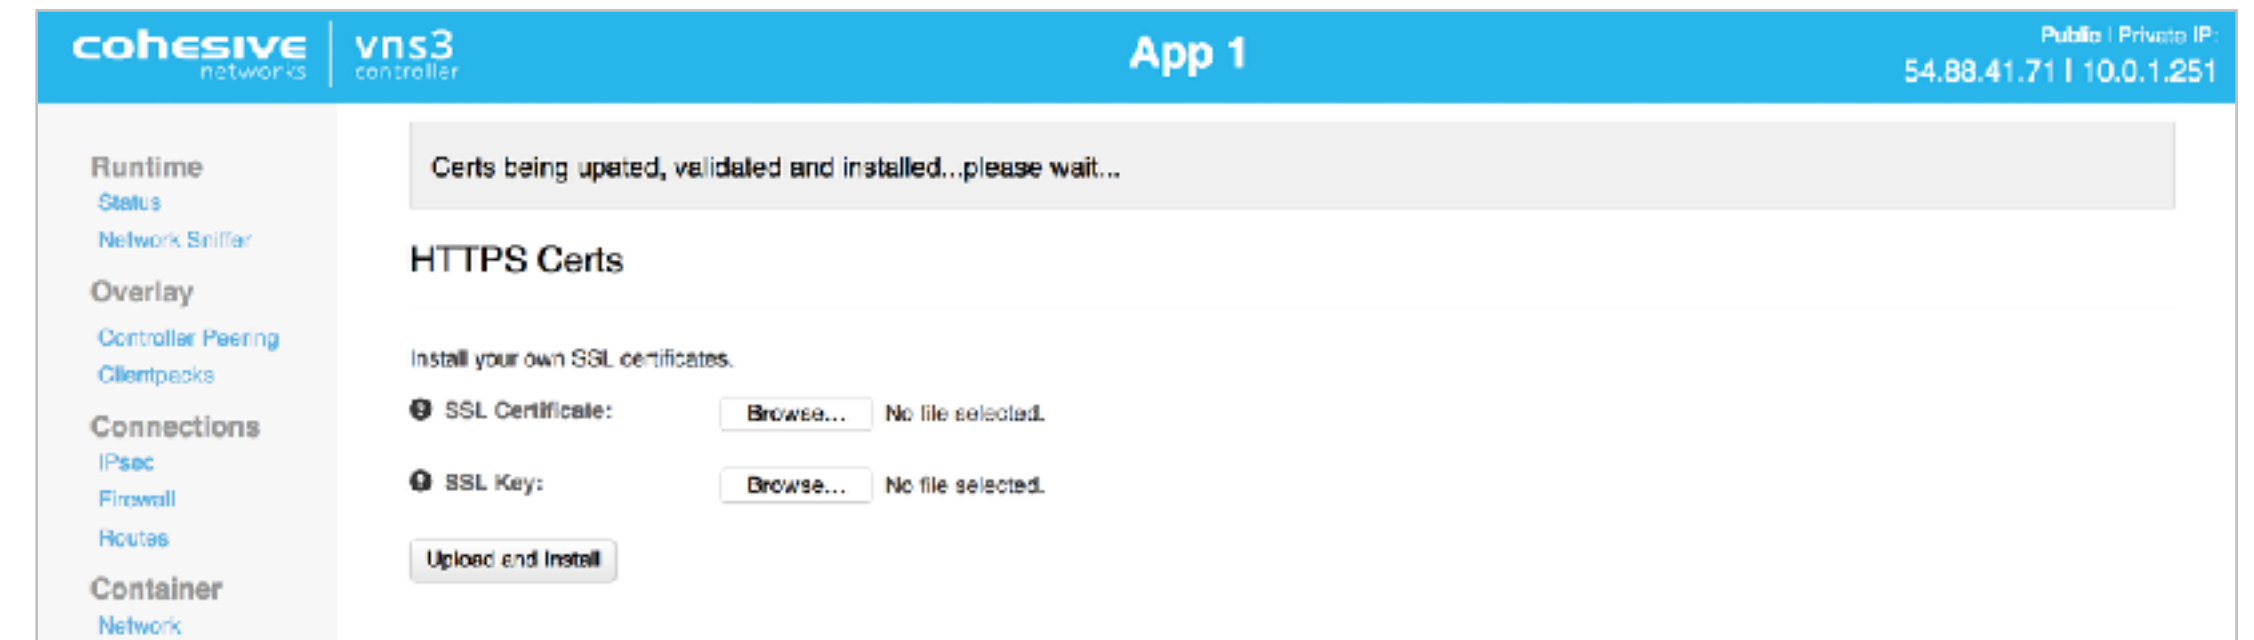 cohesive networks
vns3 controller
App 1
Public | Private IP:
54.88.41.71 | 10.0.1.251
Runtime
Status
Network Sniffer
Overlay
Controller Peering
Clientpacks
Connections
IPsec
Firewall
Routes
Container
Network
Certs being upated, validated and installed...please wait...
HTTPS Certs
Install your own SSL certificates.
SSL Certificate: Browse... No file selected.
SSL Key: Browse... No file selected.
Upload and Install